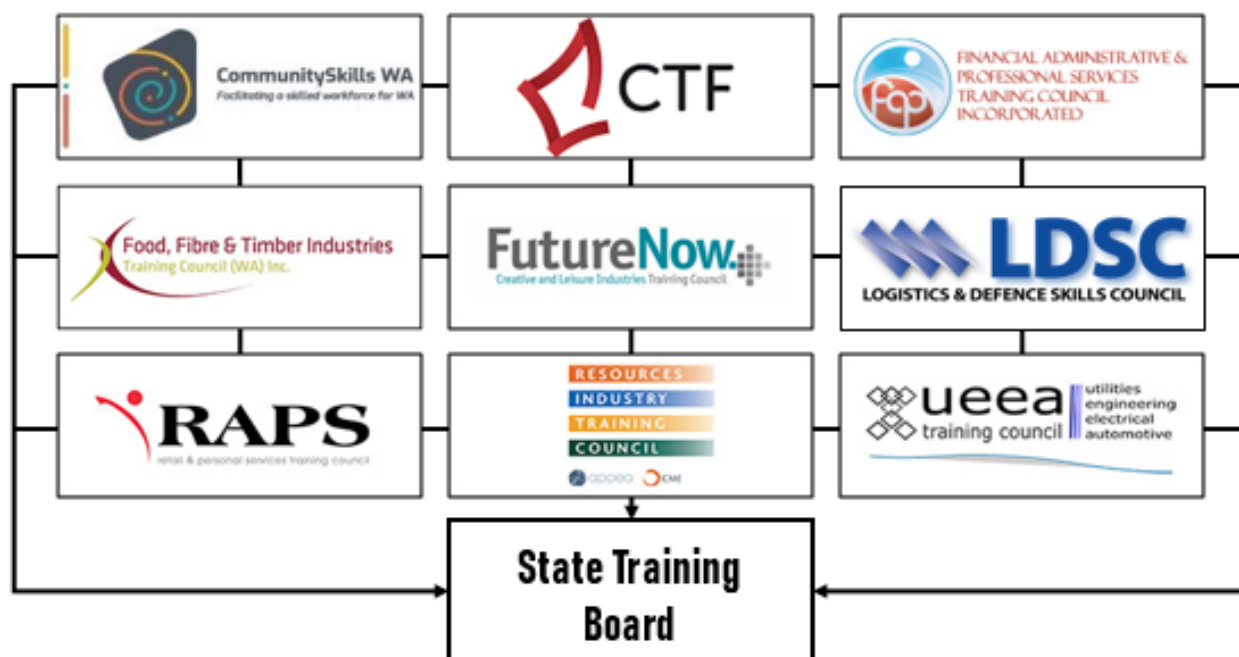 CommunitySkills WA
Facilitating a skilled workforce for WA
CTF
fap
FINANCIAL ADMINISTRATIVE &
PROFESSIONAL SERVICES
TRAINING COUNCIL
INCORPORATED
Food, Fibre & Timber Industries
Training Council (WA) Inc.
FutureNow.
Creative and Leisure Industries Training Council
LDSC
LOGISTICS & DEFENCE SKILLS COUNCIL
RAPS
retail & personal services training council
RESOURCES
INDUSTRY
TRAINING
COUNCIL
appea CME
ueea
training council
utilities
engineering
electrical
automotive
State Training
Board